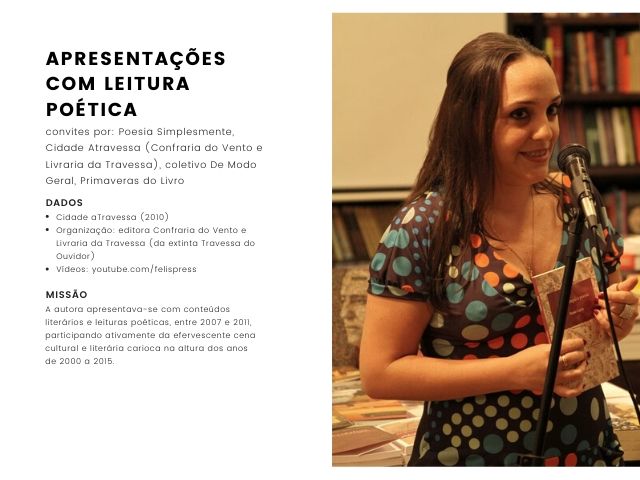 APRESENTAÇÕES
COM LEITURA
POÉTICA
convites por: Poesia Simplesmente,
Cidade Atravessa (Confraria do Vento e
Livraria da Travessa), coletivo De Modo
Geral, Primaveras do Livro
DADOS
• Cidade aTravessa (2010)
• Organização: editora Confraria do Vento e
Livraria da Travessa (da extinta Travessa do
Ouvidor)
• Vídeos: youtube.com/felispress
MISSÃO
A autora apresentava-se com conteúdos
literários e leituras poéticas, entre 2007 e 2011,
participando ativamente da efervescente cena
cultural e literária carioca na altura dos anos
de 2000 a 2015.